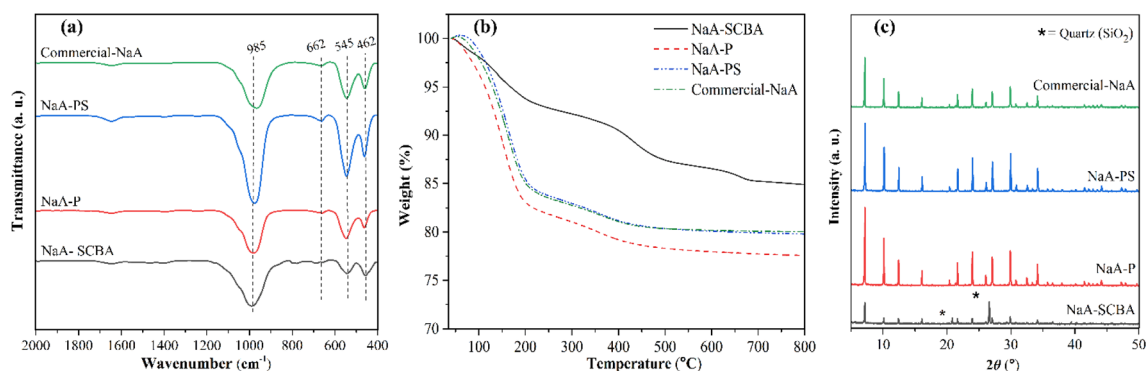 (a)
985
662
545
462
Commercial-NaA
NaA-PS
NaA-P
NaA- SCBA
Transmittance (a. u.)
2000
1800
1600
1400
1200
1000
800
600
400
Wavenumber (cm-1)
(b)
NaA-SCBA
NaA-P
NaA-PS
Commercial-NaA
100
95
90
85
80
75
70
Weight (%)
100
200
300
400
500
600
700
800
Temperature (°C)
(c)
*= Quartz (SiO2)
Commercial-NaA
NaA-PS
NaA-P
*
*
NaA-SCBA
Intensity (a. u.)
10
20
30
40
50
2θ (°)